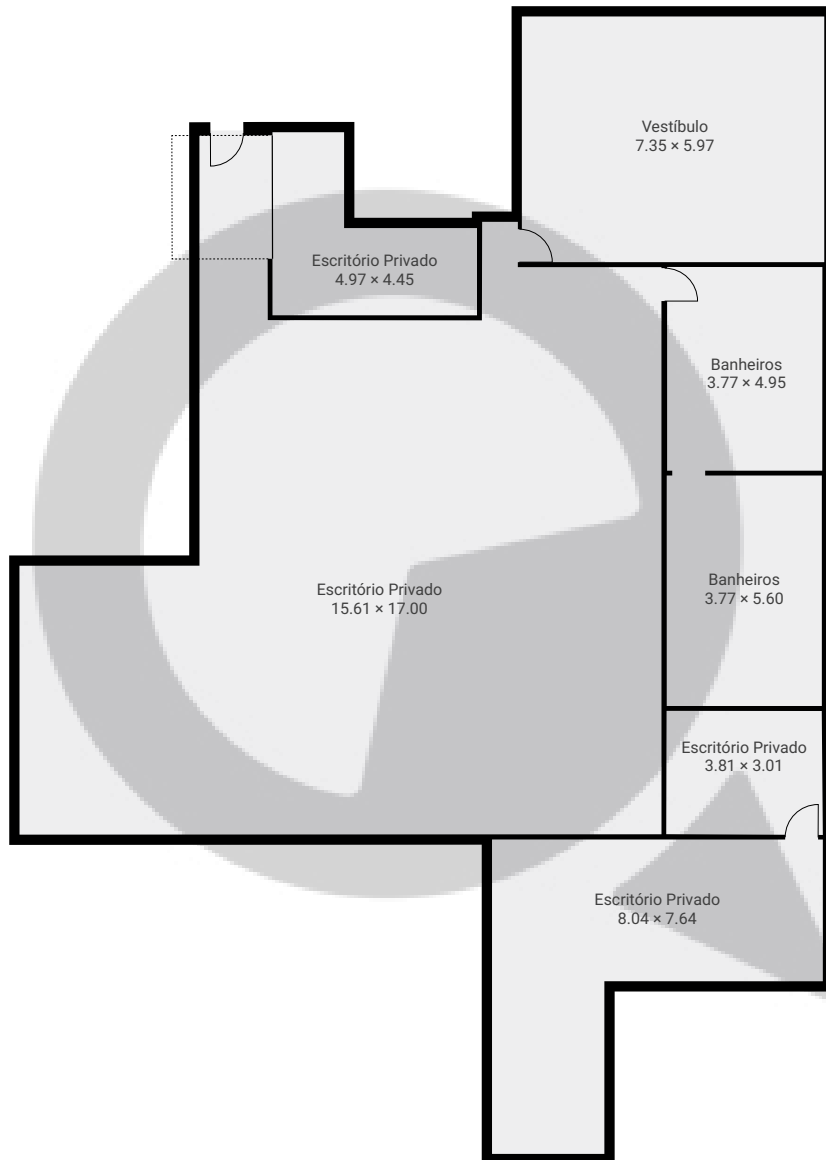 Vestíbulo
7.35 × 5.97
Escritório Privado
4.97 × 4.45
Banheiros
3.77 × 4.95
Escritório Privado
15.61 × 17.00
Banheiros
3.77 × 5.60
Escritório Privado
3.81 × 3.01
Escritório Privado
8.04 × 7.64